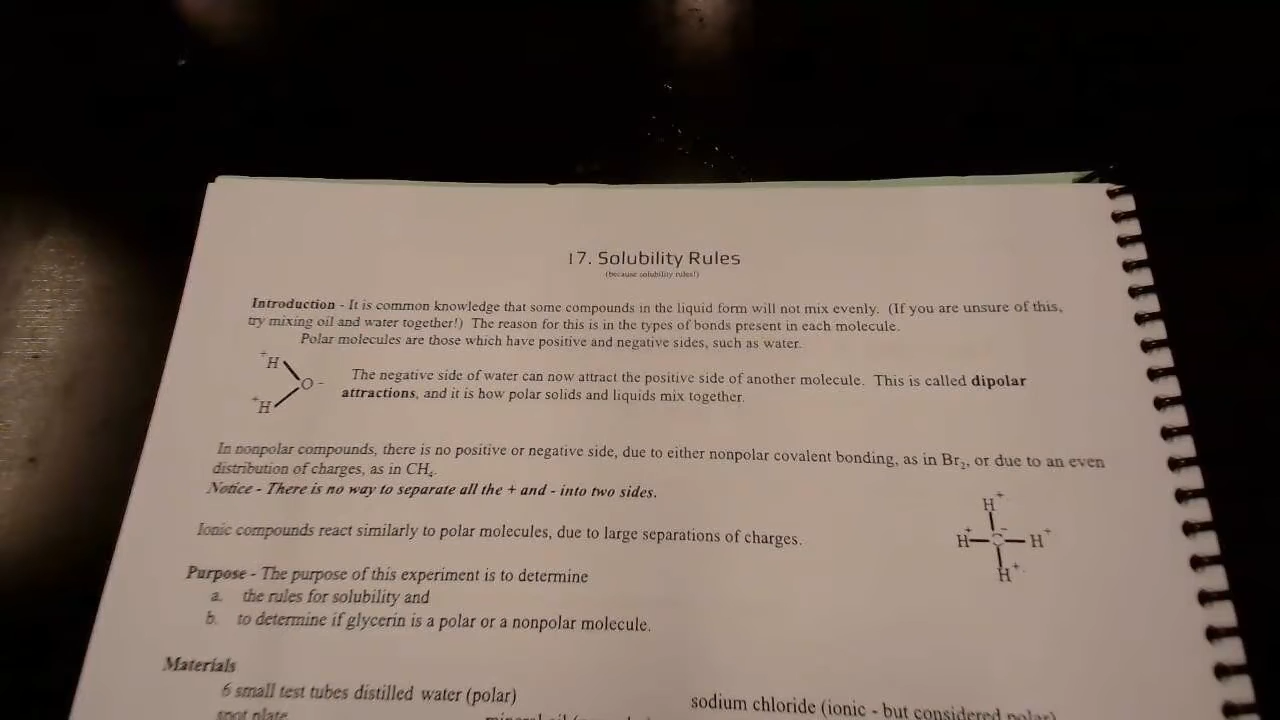 17. Solubility Rules
(because solubility rules!)
Introduction - It is common knowledge that some compounds in the liquid form will not mix evenly. (If you are unsure of this,
try mixing oil and water together!) The reason for this is in the types of bonds present in each molecule.
Polar molecules are those which have positive and negative sides, such as water.
+H
O -
+H
The negative side of water can now attract the positive side of another molecule. This is called dipolar
attractions, and it is how polar solids and liquids mix together.
In nonpolar compounds, there is no positive or negative side, due to either nonpolar covalent bonding, as in Br₂, or due to an even
distribution of charges, as in CH₄.
Notice - There is no way to separate all the + and - into two sides.
H+
H+ C- H+
H+
Ionic compounds react similarly to polar molecules, due to large separations of charges.
Purpose - The purpose of this experiment is to determine
a. the rules for solubility and
b. to determine if glycerin is a polar or a nonpolar molecule.
Materials
6 small test tubes distilled water (polar)
sodium chloride (ionic - but considered polar)
spot plate
mineral oil